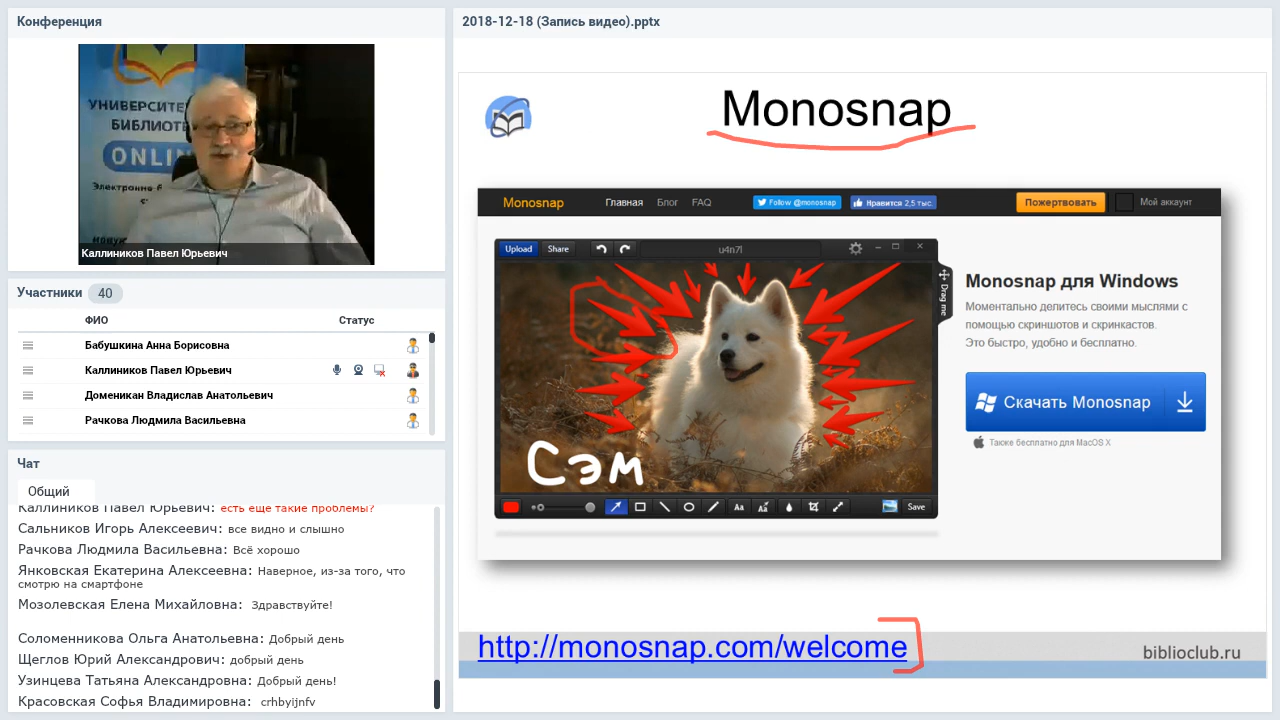 Конференция
УНИВЕРСИТЕ
БИБЛИОТЕ
ONLIN
Каллиников Павел Юрьевич
Участники 40
ФИО Статус
Бабушкина Анна Борисовна
Каллиников Павел Юрьевич
Доменикан Владислав Анатольевич
Рачкова Людмила Васильевна
Чат
Общий
Каллиников Павел Юрьевич: есть еще такие проблемы?
Сальников Игорь Алексеевич: все видно и слышно
Рачкова Людмила Васильевна: Всё хорошо
Янковская Екатерина Алексеевна: Наверное, из-за того, что
смотрю на смартфоне
Мозолевская Елена Михайловна: Здравствуйте!
Соломенникова Ольга Анатольевна: Добрый день
Щеглов Юрий Александрович: добрый день
Узинцева Татьяна Александровна: Добрый день!
Красовская Софья Владимировна: crhbyijnfv
2018-12-18 (Запись видео).pptx
Monosnap
Monosnap Главная Блог FAQ Follow @monosnap Нравится 2,5 тыс. Пожертвовать Мой аккаунт
Upload Share u4n7l
Drag me
Сэм
Aa
Save
Monosnap для Windows
Моментально делитесь своими мыслями с
помощью скриншотов и скринкастов.
Это быстро, удобно и бесплатно.
Скачать Monosnap
Также бесплатно для MacOS X
http://monosnap.com/welcome
biblioclub.ru